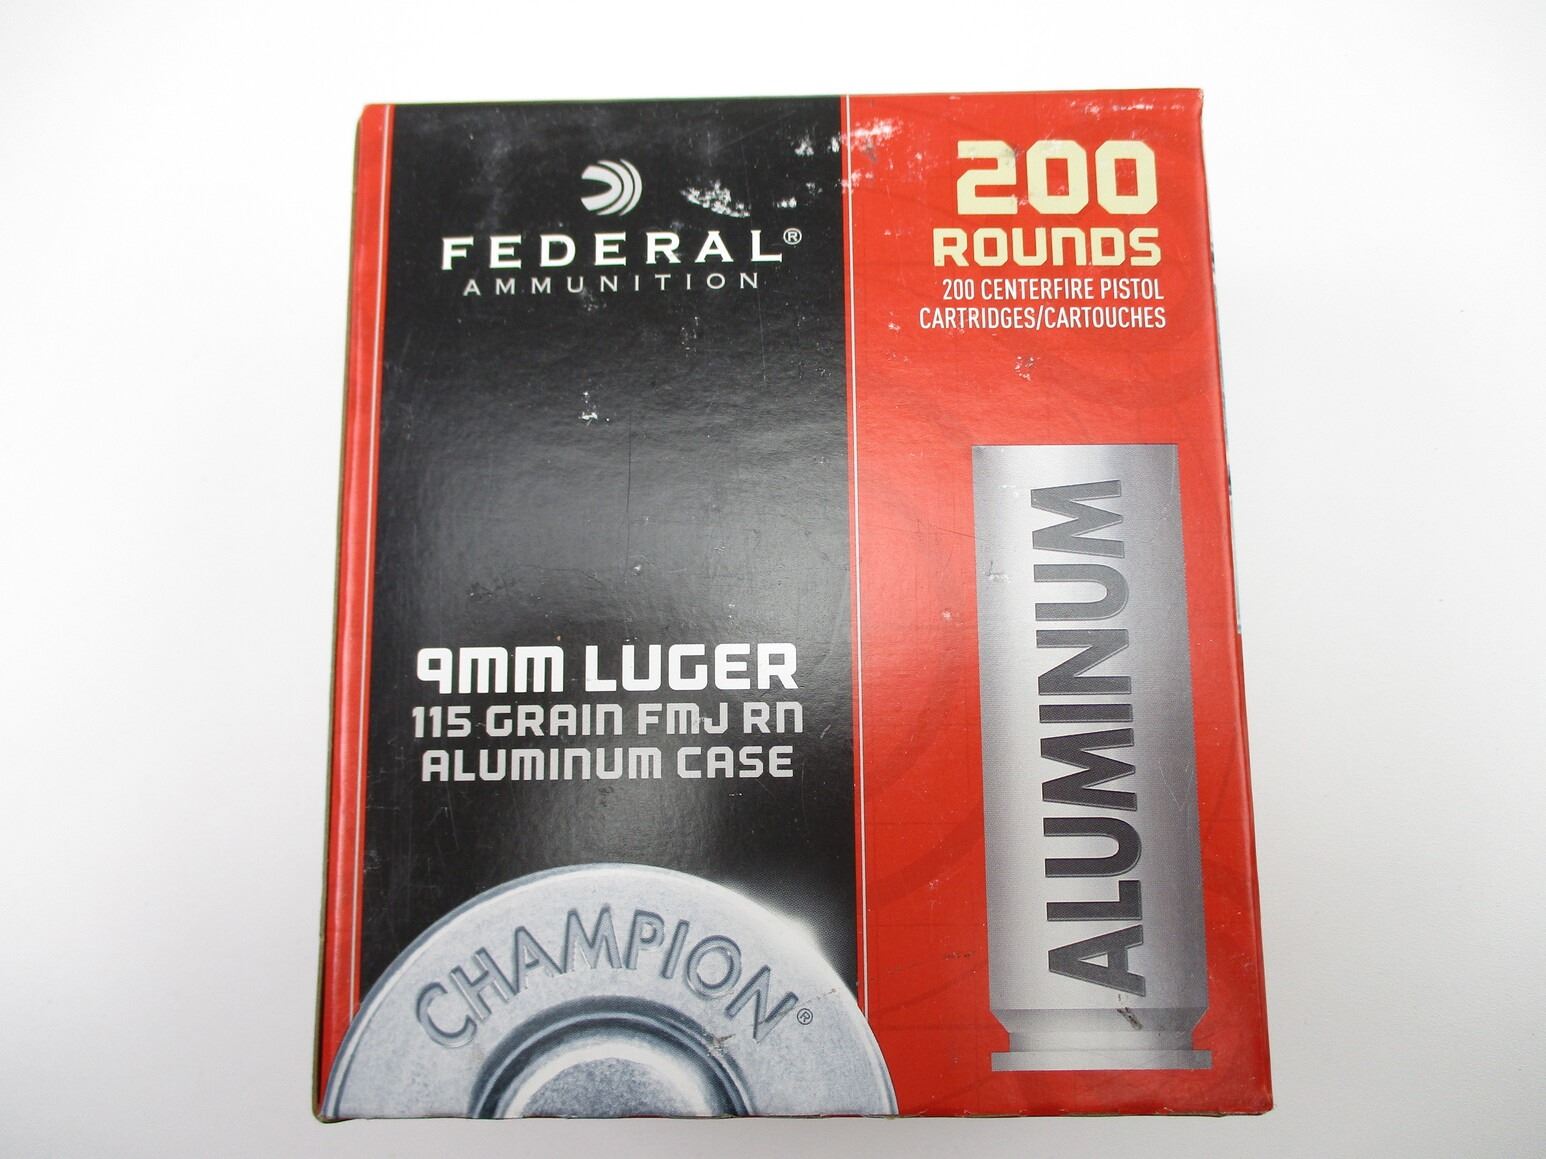 FEDERAL®
AMMUNITION
9MM LUGER
115 GRAIN FMJ RN
ALUMINUM CASE
CHAMPION®
200
ROUNDS
200 CENTERFIRE PISTOL
CARTRIDGES/CARTOUCHES
ALUMINUM